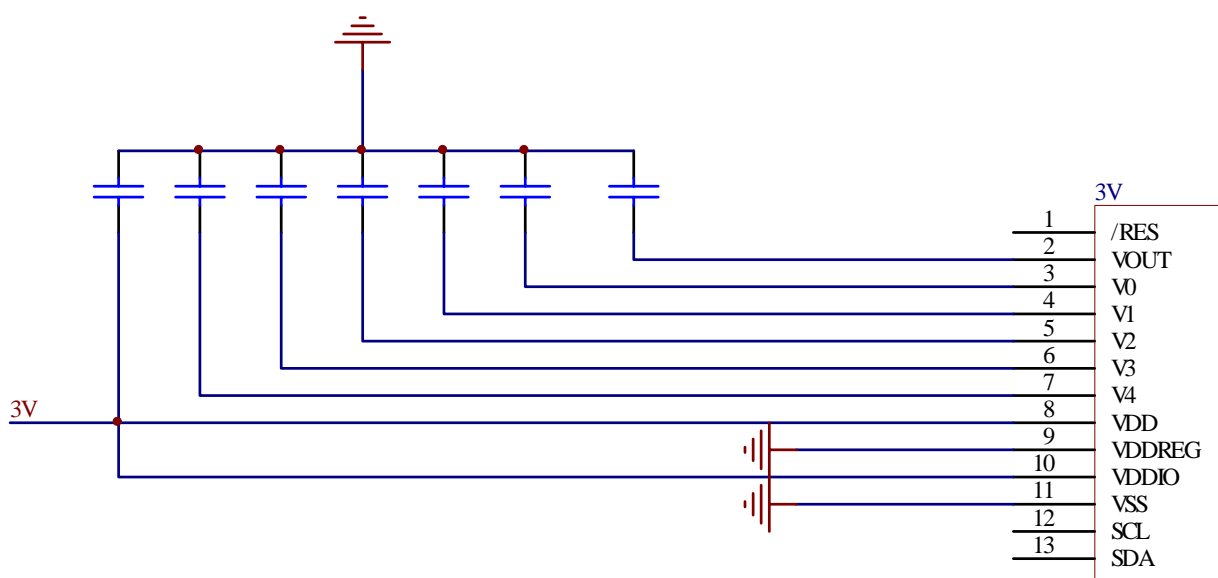 3V
1 /RES
2 VOUT
3 V0
4 V1
5 V2
6 V3
7 V4
3V
8 VDD
9 VDDREG
10 VDDIO
11 VSS
12 SCL
13 SDA